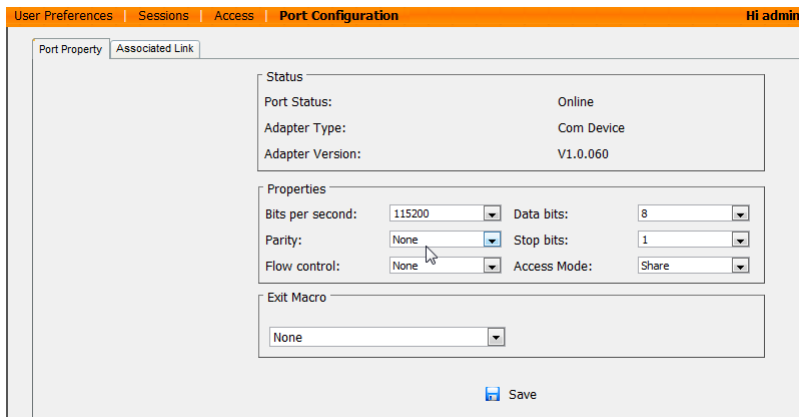 User Preferences | Sessions | Access | Port Configuration Hi admin
Port Property Associated Link
Status
Port Status: Online
Adapter Type: Com Device
Adapter Version: V1.0.060
Properties
Bits per second: 115200 Data bits: 8
Parity: None Stop bits: 1
Flow control: None Access Mode: Share
Exit Macro
None
Save